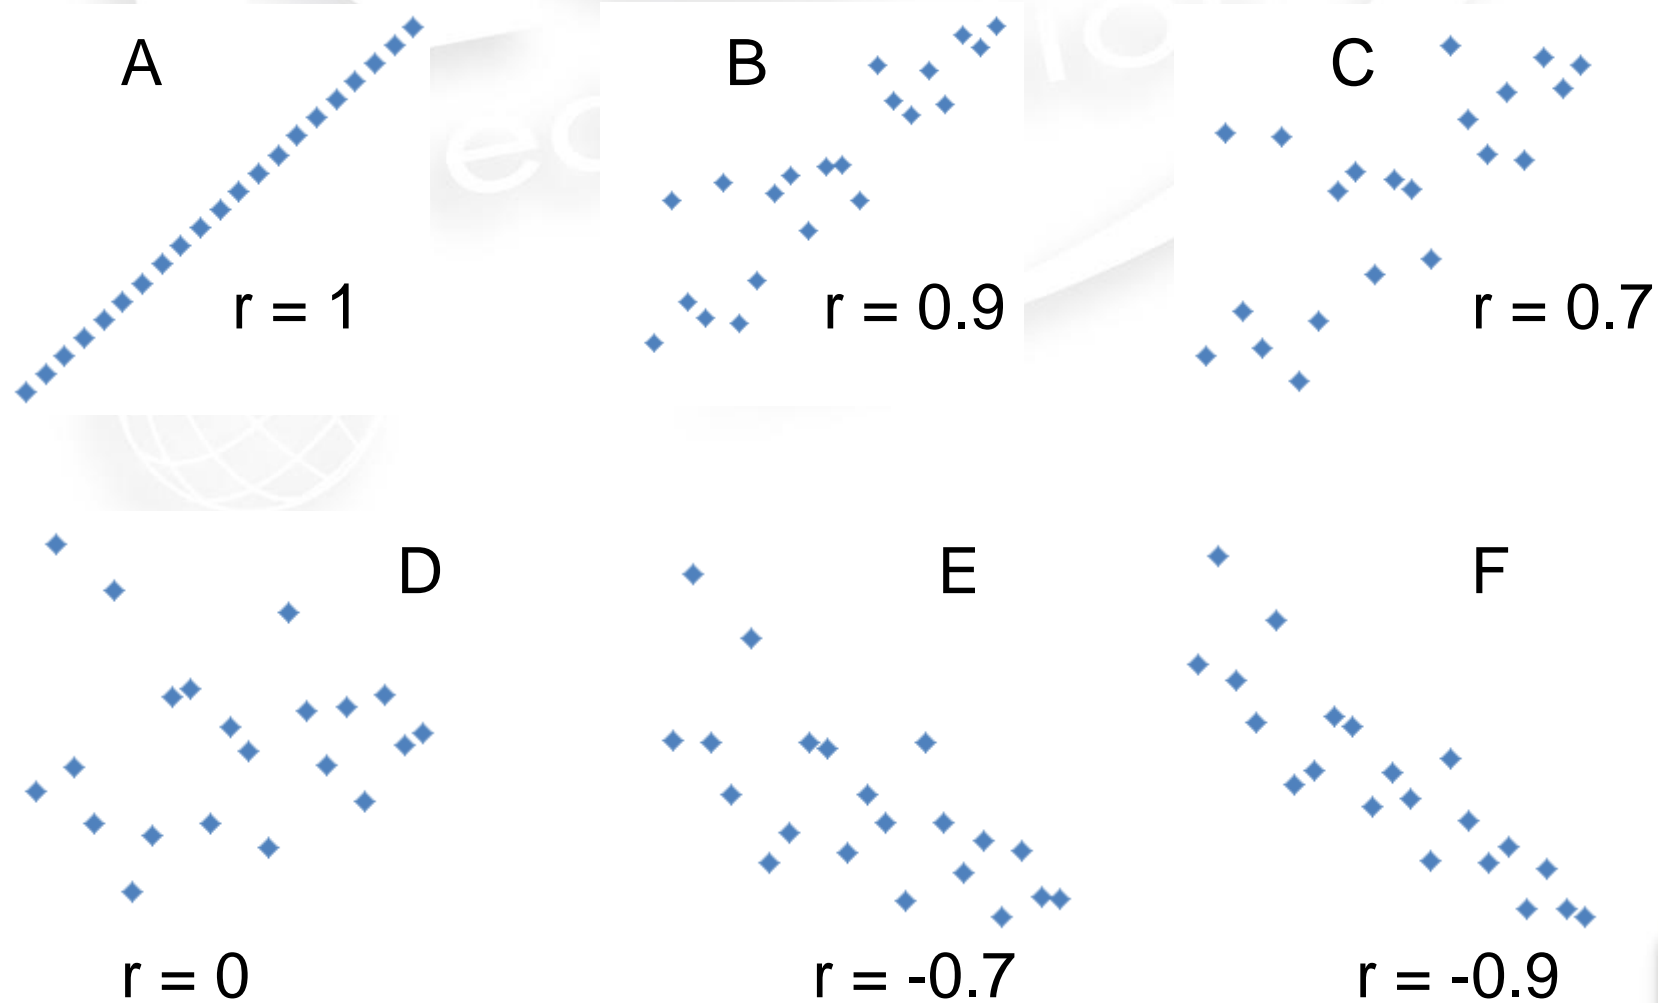 A
B
C
r = 1
r = 0.9
r = 0.7
D
E
F
r = 0
r = -0.7
r = -0.9